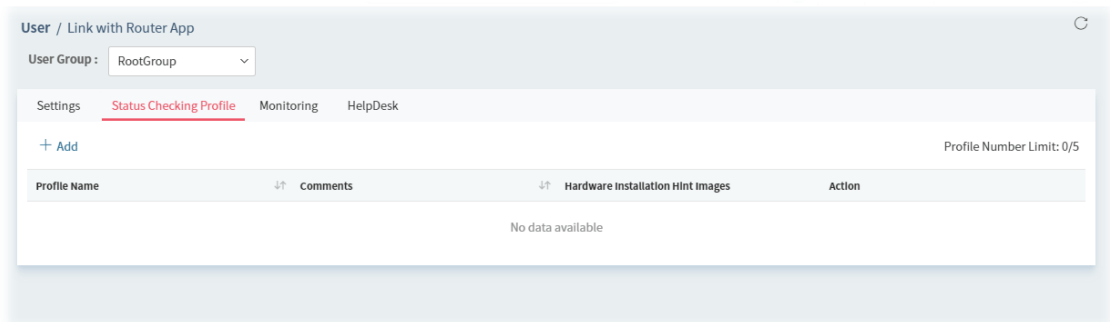 User / Link with Router App
User Group : RootGroup
Settings Status Checking Profile Monitoring HelpDesk
+ Add Profile Number Limit: 0/5
Profile Name Comments Hardware Installation Hint Images Action
No data available